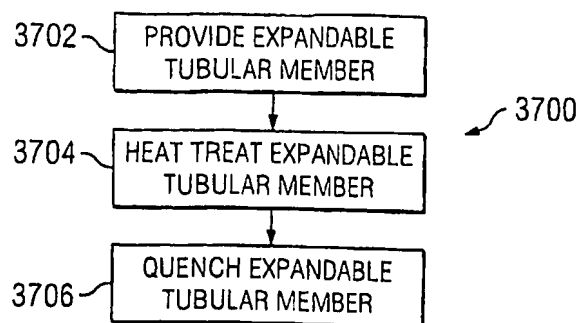 3702
PROVIDE EXPANDABLE
TUBULAR MEMBER
3700
3704
HEAT TREAT EXPANDABLE
TUBULAR MEMBER
3706
QUENCH EXPANDABLE
TUBULAR MEMBER